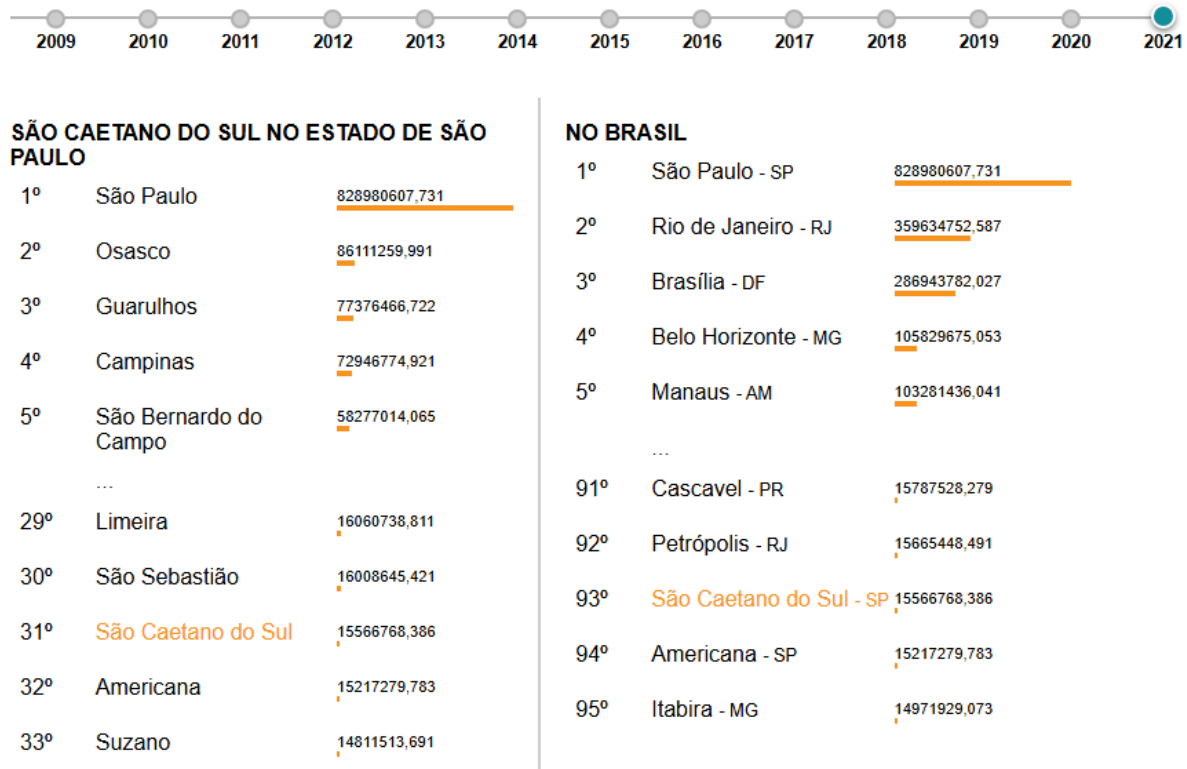 2009 2010 2011 2012 2013 2014 2015 2016 2017 2018 2019 2020 2021
SÃO CAETANO DO SUL NO ESTADO DE SÃO
PAULO
1º São Paulo 828980607,731
2º Osasco 86111259,991
3º Guarulhos 77376466,722
4º Campinas 72946774,921
5º São Bernardo do 58277014,065
Campo
...
29º Limeira 16060738,811
30º São Sebastião 16008645,421
31º São Caetano do Sul 15566768,386
32º Americana 15217279,783
33º Suzano 14811513,691
NO BRASIL
1º São Paulo - SP 828980607,731
2º Rio de Janeiro - RJ 359634752,587
3º Brasília - DF 286943782,027
4º Belo Horizonte - MG 105829675,053
5º Manaus - AM 103281436,041
...
91º Cascavel - PR 15787528,279
92º Petrópolis - RJ 15665448,491
93º São Caetano do Sul - SP 15566768,386
94º Americana - SP 15217279,783
95º Itabira - MG 14971929,073